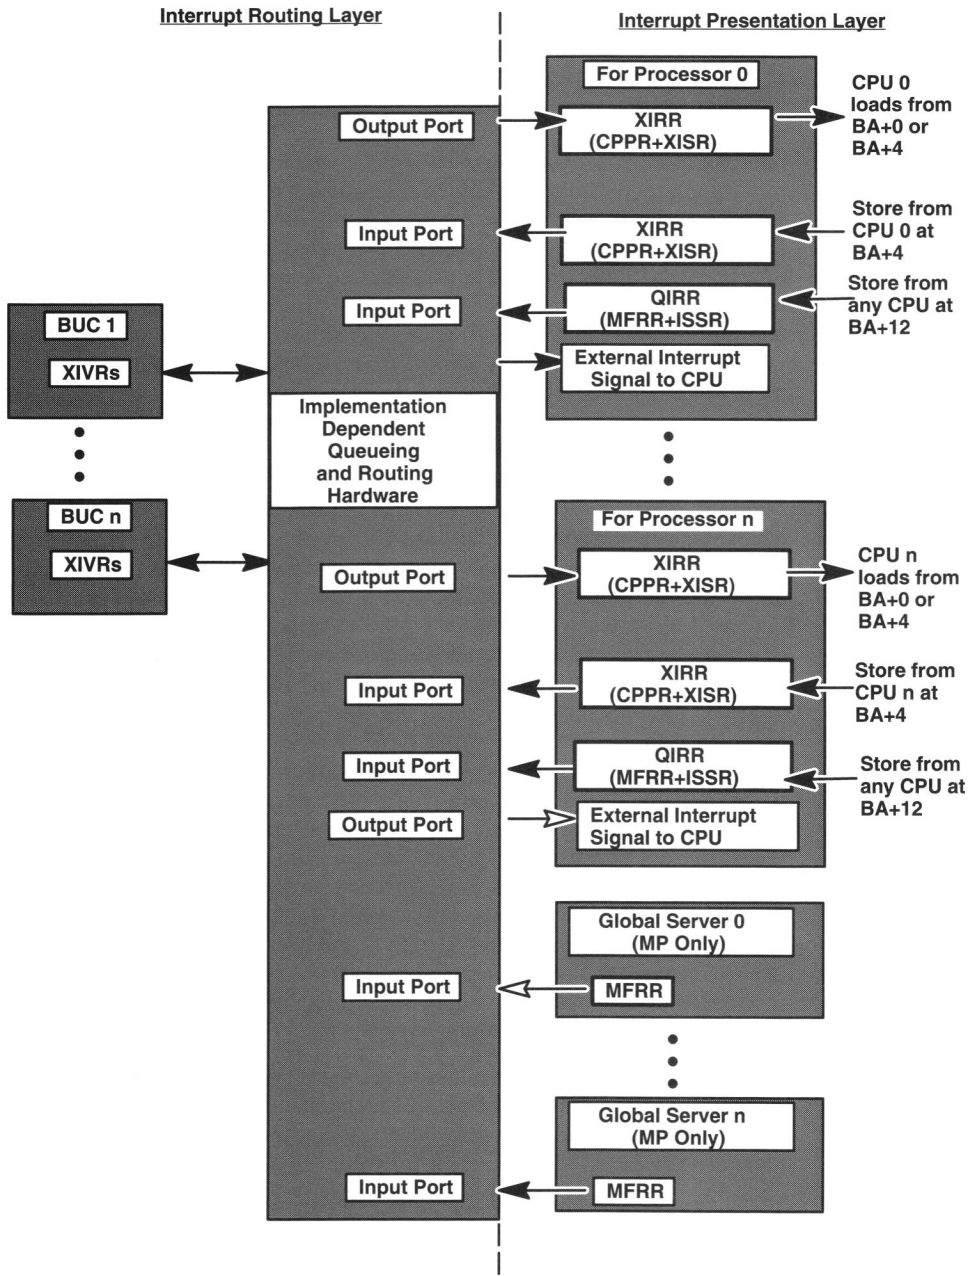 Interrupt Routing Layer
Interrupt Presentation Layer
For Processor 0
Output Port
XIRR
(CPPR+XISR)
CPU 0
loads from
BA+0 or
BA+4
Input Port
XIRR
(CPPR+XISR)
Store from
CPU 0 at
BA+4
Input Port
QIRR
(MFRR+ISSR)
Store from
any CPU at
BA+12
External Interrupt
Signal to CPU
BUC 1
XIVRs
Implementation
Dependent
Queueing
and Routing
Hardware
BUC n
XIVRs
For Processor n
Output Port
XIRR
(CPPR+XISR)
CPU n
loads from
BA+0 or
BA+4
Input Port
XIRR
(CPPR+XISR)
Store from
CPU n at
BA+4
Input Port
QIRR
(MFRR+ISSR)
Store from
any CPU at
BA+12
Output Port
External Interrupt
Signal to CPU
Global Server 0
(MP Only)
Input Port
MFRR
Global Server n
(MP Only)
Input Port
MFRR